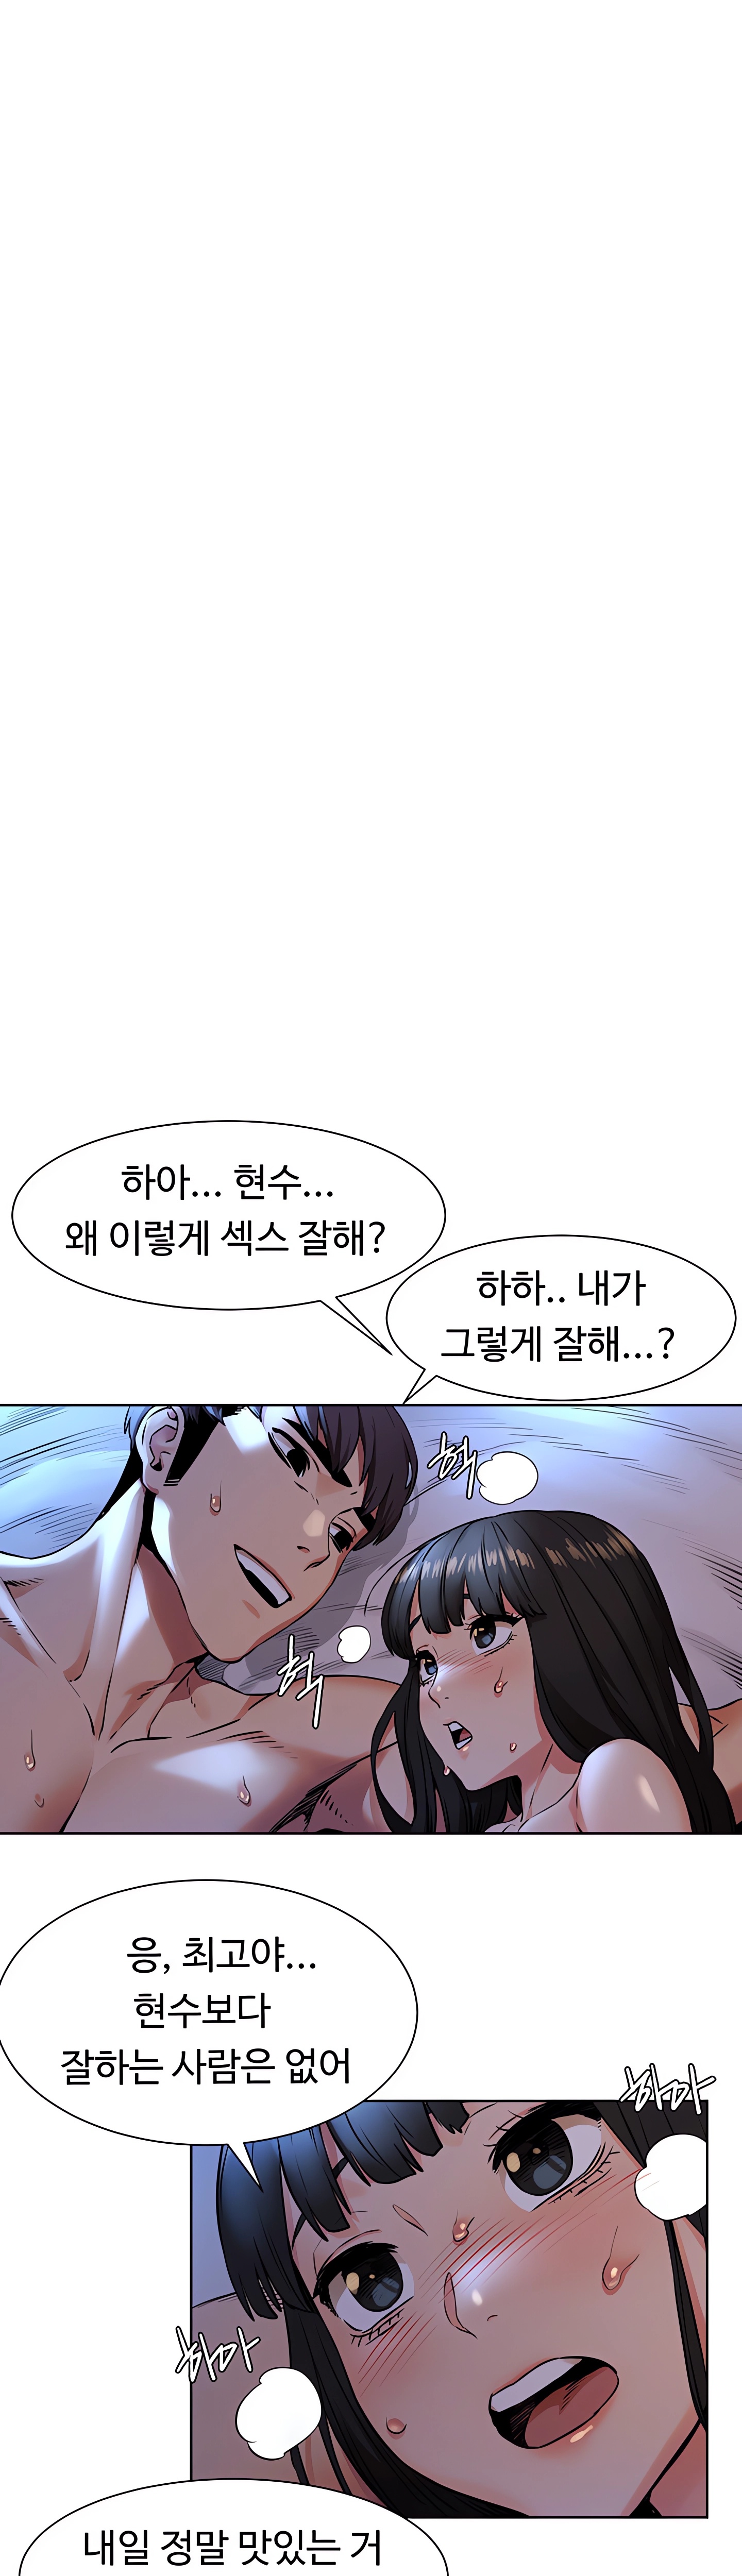 하아... 현수...
왜 이렇게 섹스 잘해?
하하.. 내가
그렇게 잘해...?
헉
헉
응, 최고야...
현수보다
잘하는 사람은 없어
하아
하아
내일 정말 맛있는 거